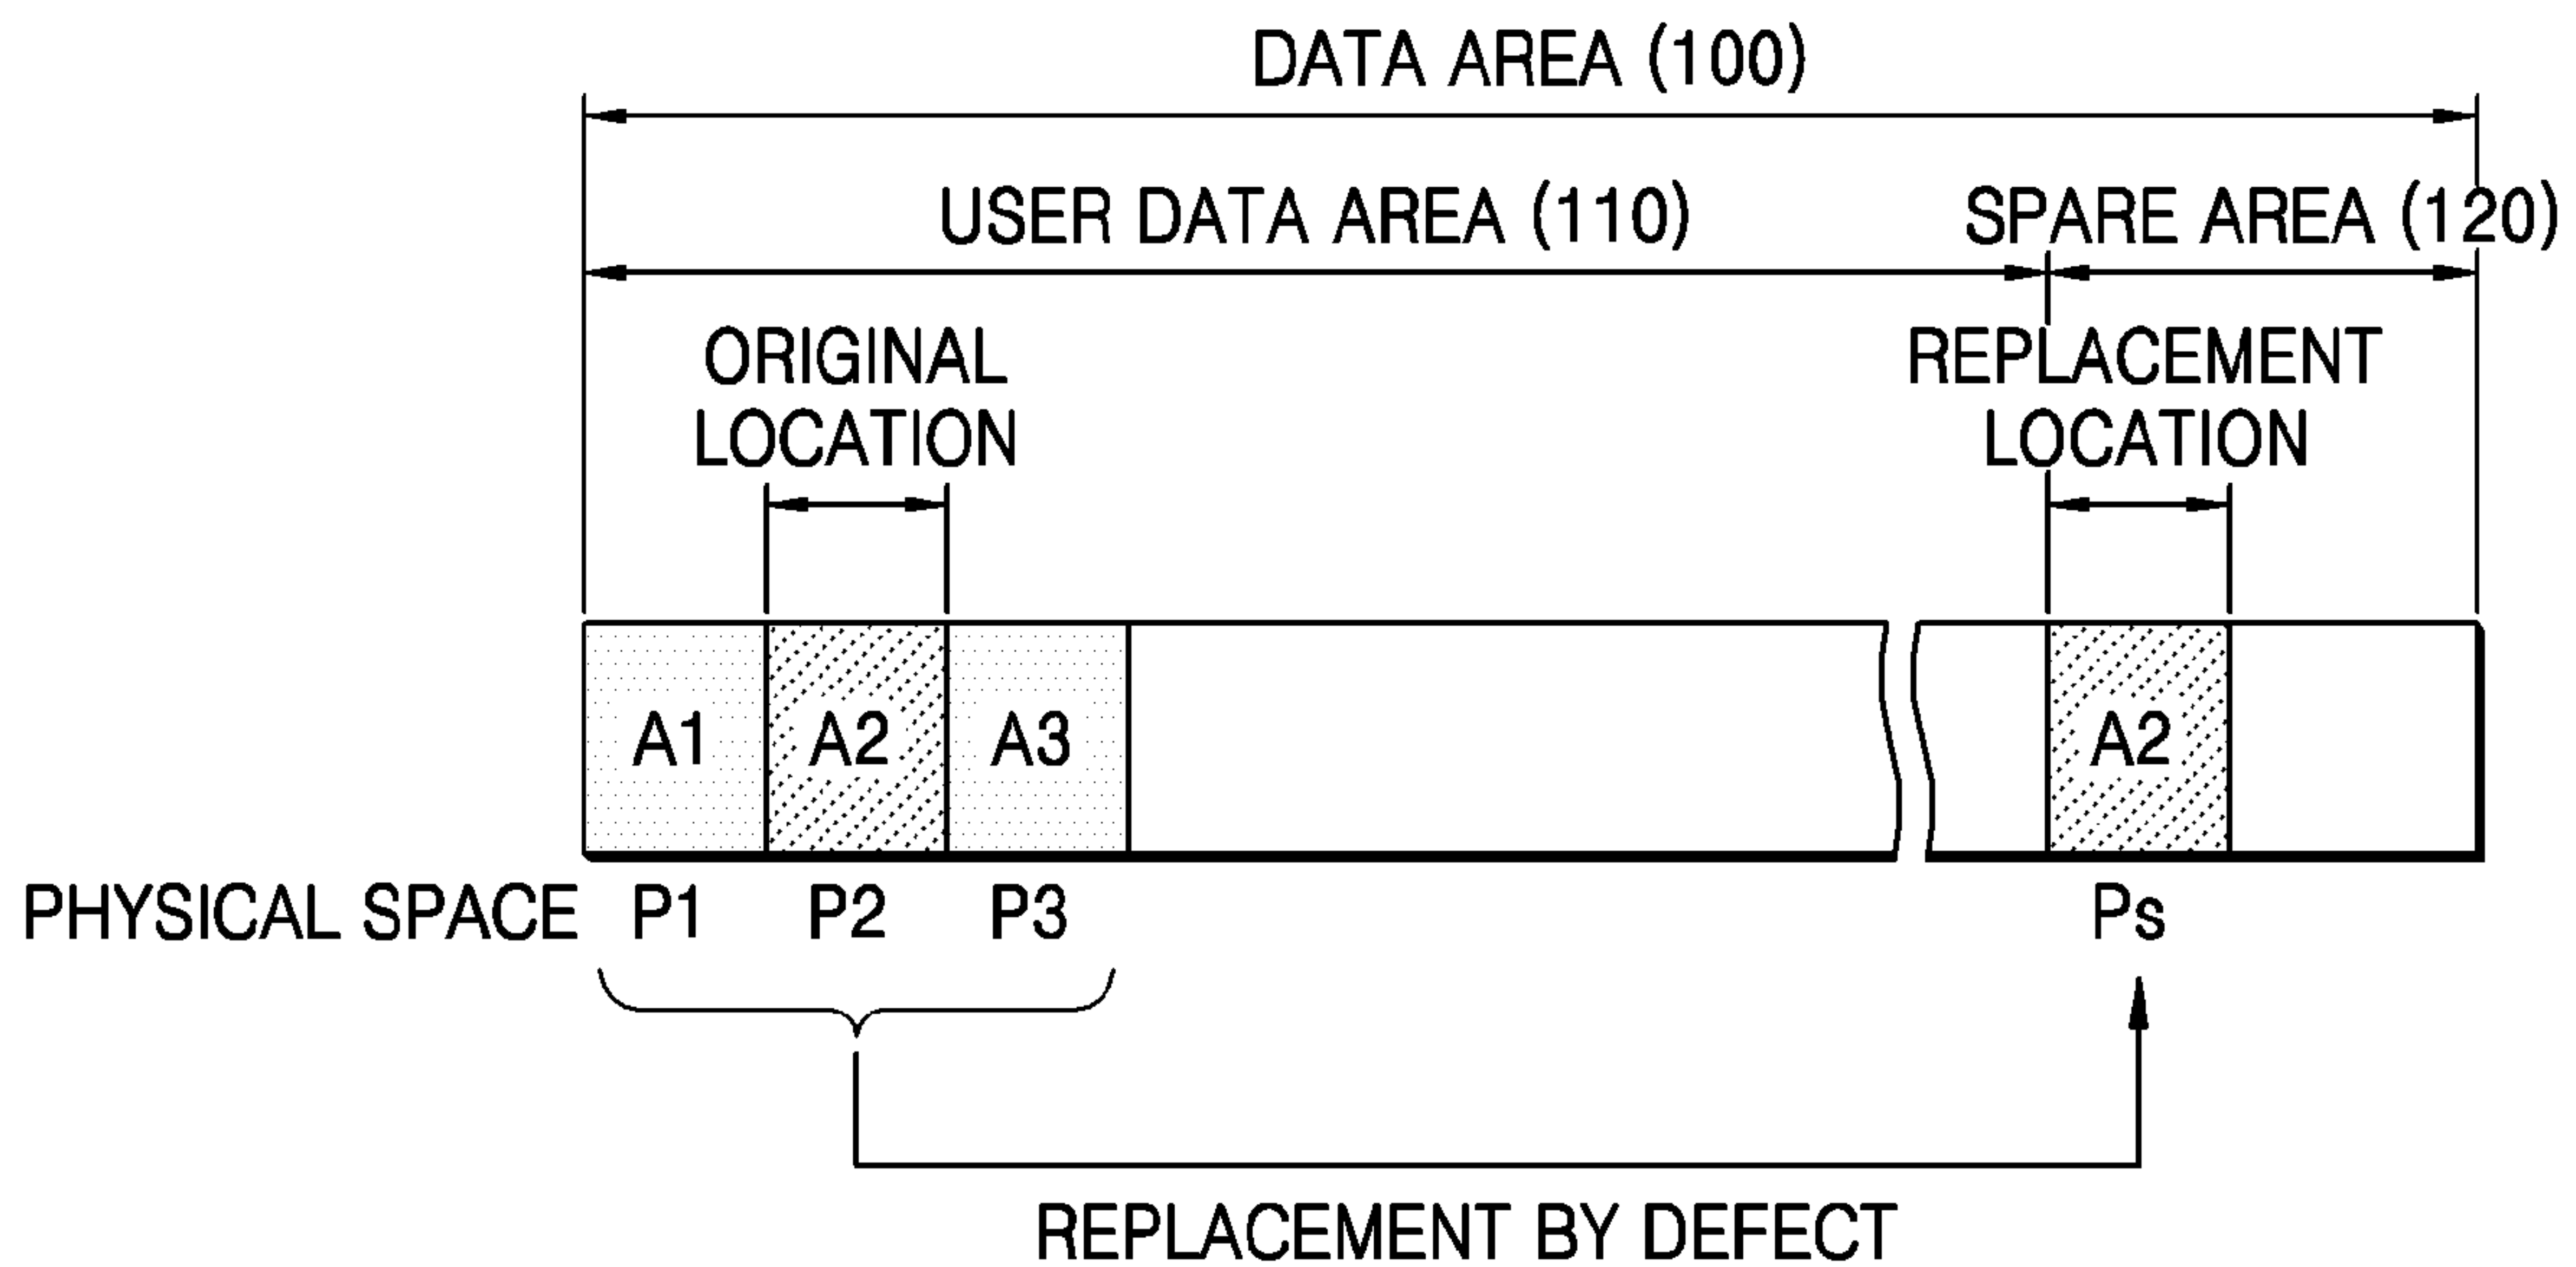 DATA AREA (100)
USER DATA AREA (110) SPARE AREA (120)
ORIGINAL LOCATION
REPLACEMENT LOCATION
A1 A2 A3 A2
PHYSICAL SPACE P1 P2 P3 Ps
REPLACEMENT BY DEFECT